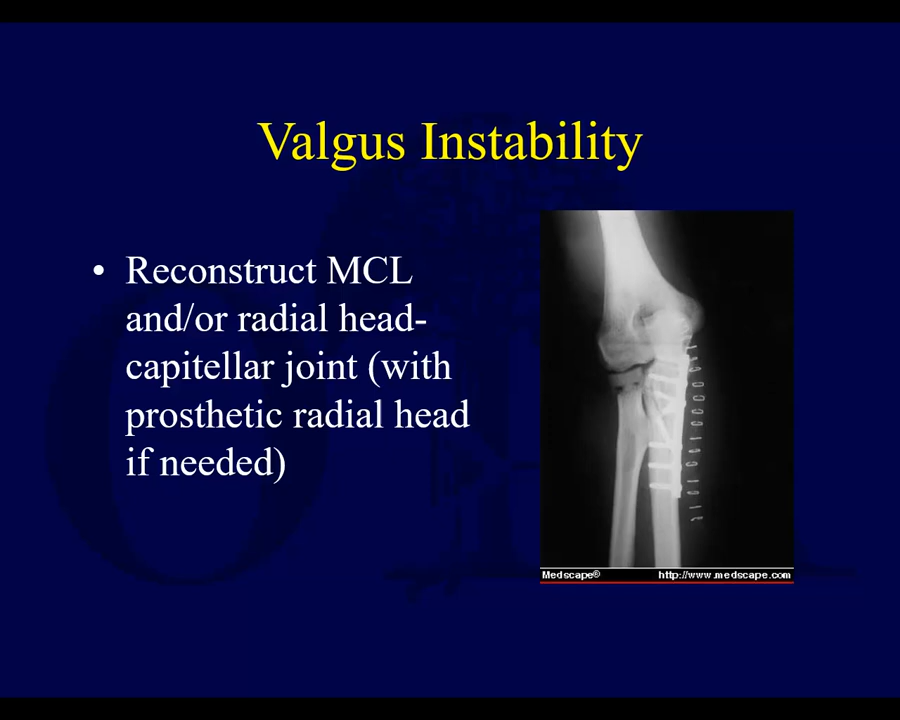 Valgus Instability
• Reconstruct MCL
and/or radial head-
capitellar joint (with
prosthetic radial head
if needed)
Medscape® http://www.medscape.com